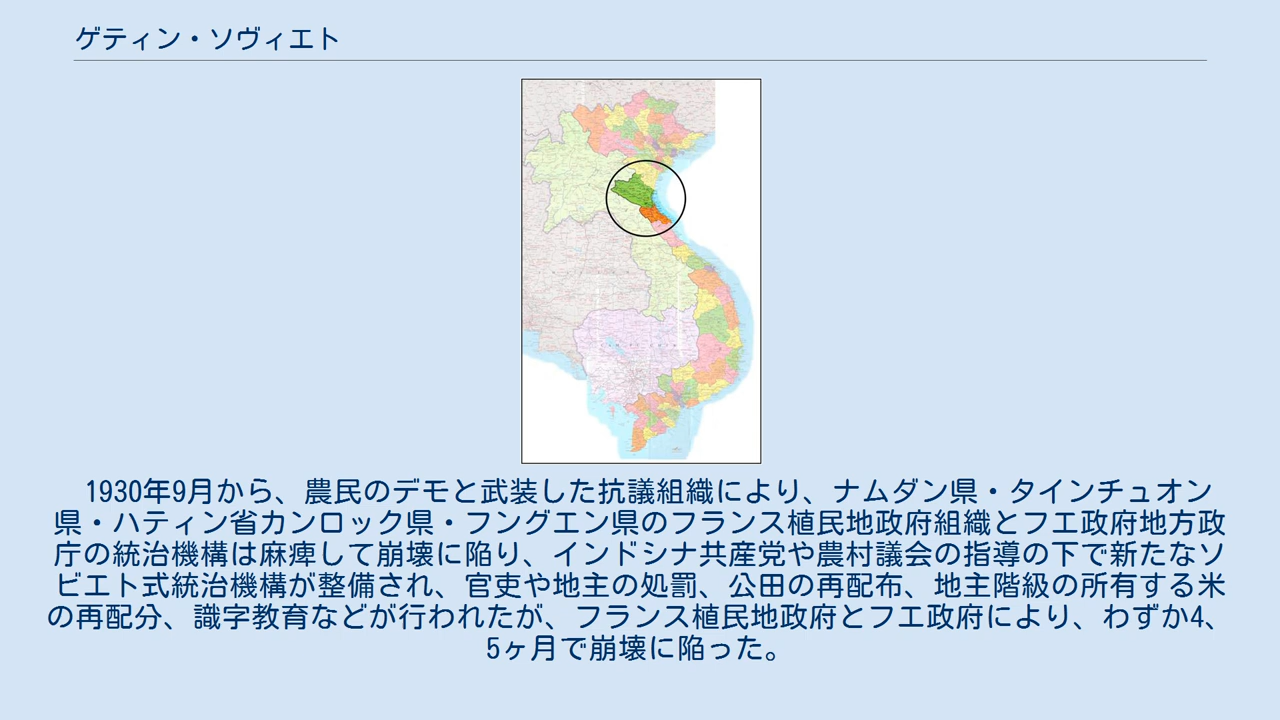 ゲティン・ソヴィエト
1930年9月から、農民のデモと武装した抗議組織により、ナムダン県・タインチュオン
県・ハティン省カンロック県・フングエン県のフランス植民地政府組織とフエ政府地方政
庁の統治機構は麻痺して崩壊に陥り、インドシナ共産党や農村議会の指導の下で新たなソ
ビエト式統治機構が整備され、官吏や地主の処罰、公田の再配布、地主階級の所有する米
の再配分、識字教育などが行われたが、フランス植民地政府とフエ政府により、わずか4、
5ヶ月で崩壊に陥った。